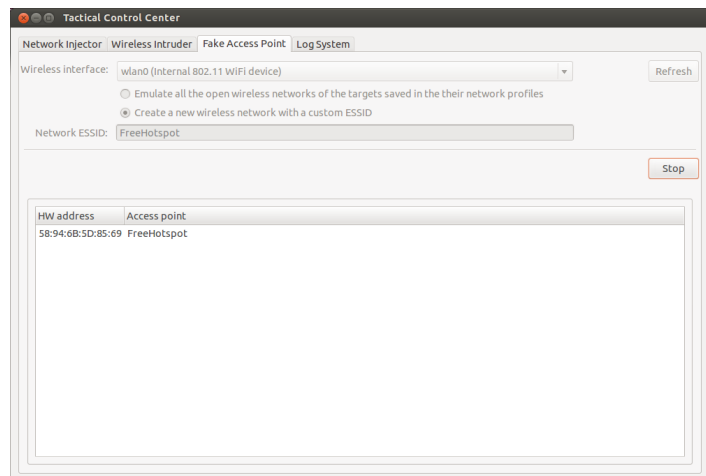 Tactical Control Center
Network Injector Wireless Intruder Fake Access Point Log System
Wireless interface: wlan0 (Internal 802.11 WiFi device) Refresh
Emulate all the open wireless networks of the targets saved in the their network profiles
Create a new wireless network with a custom ESSID
Network ESSID: FreeHotspot
Stop
HW address Access point
58:94:6B:5D:85:69 FreeHotspot